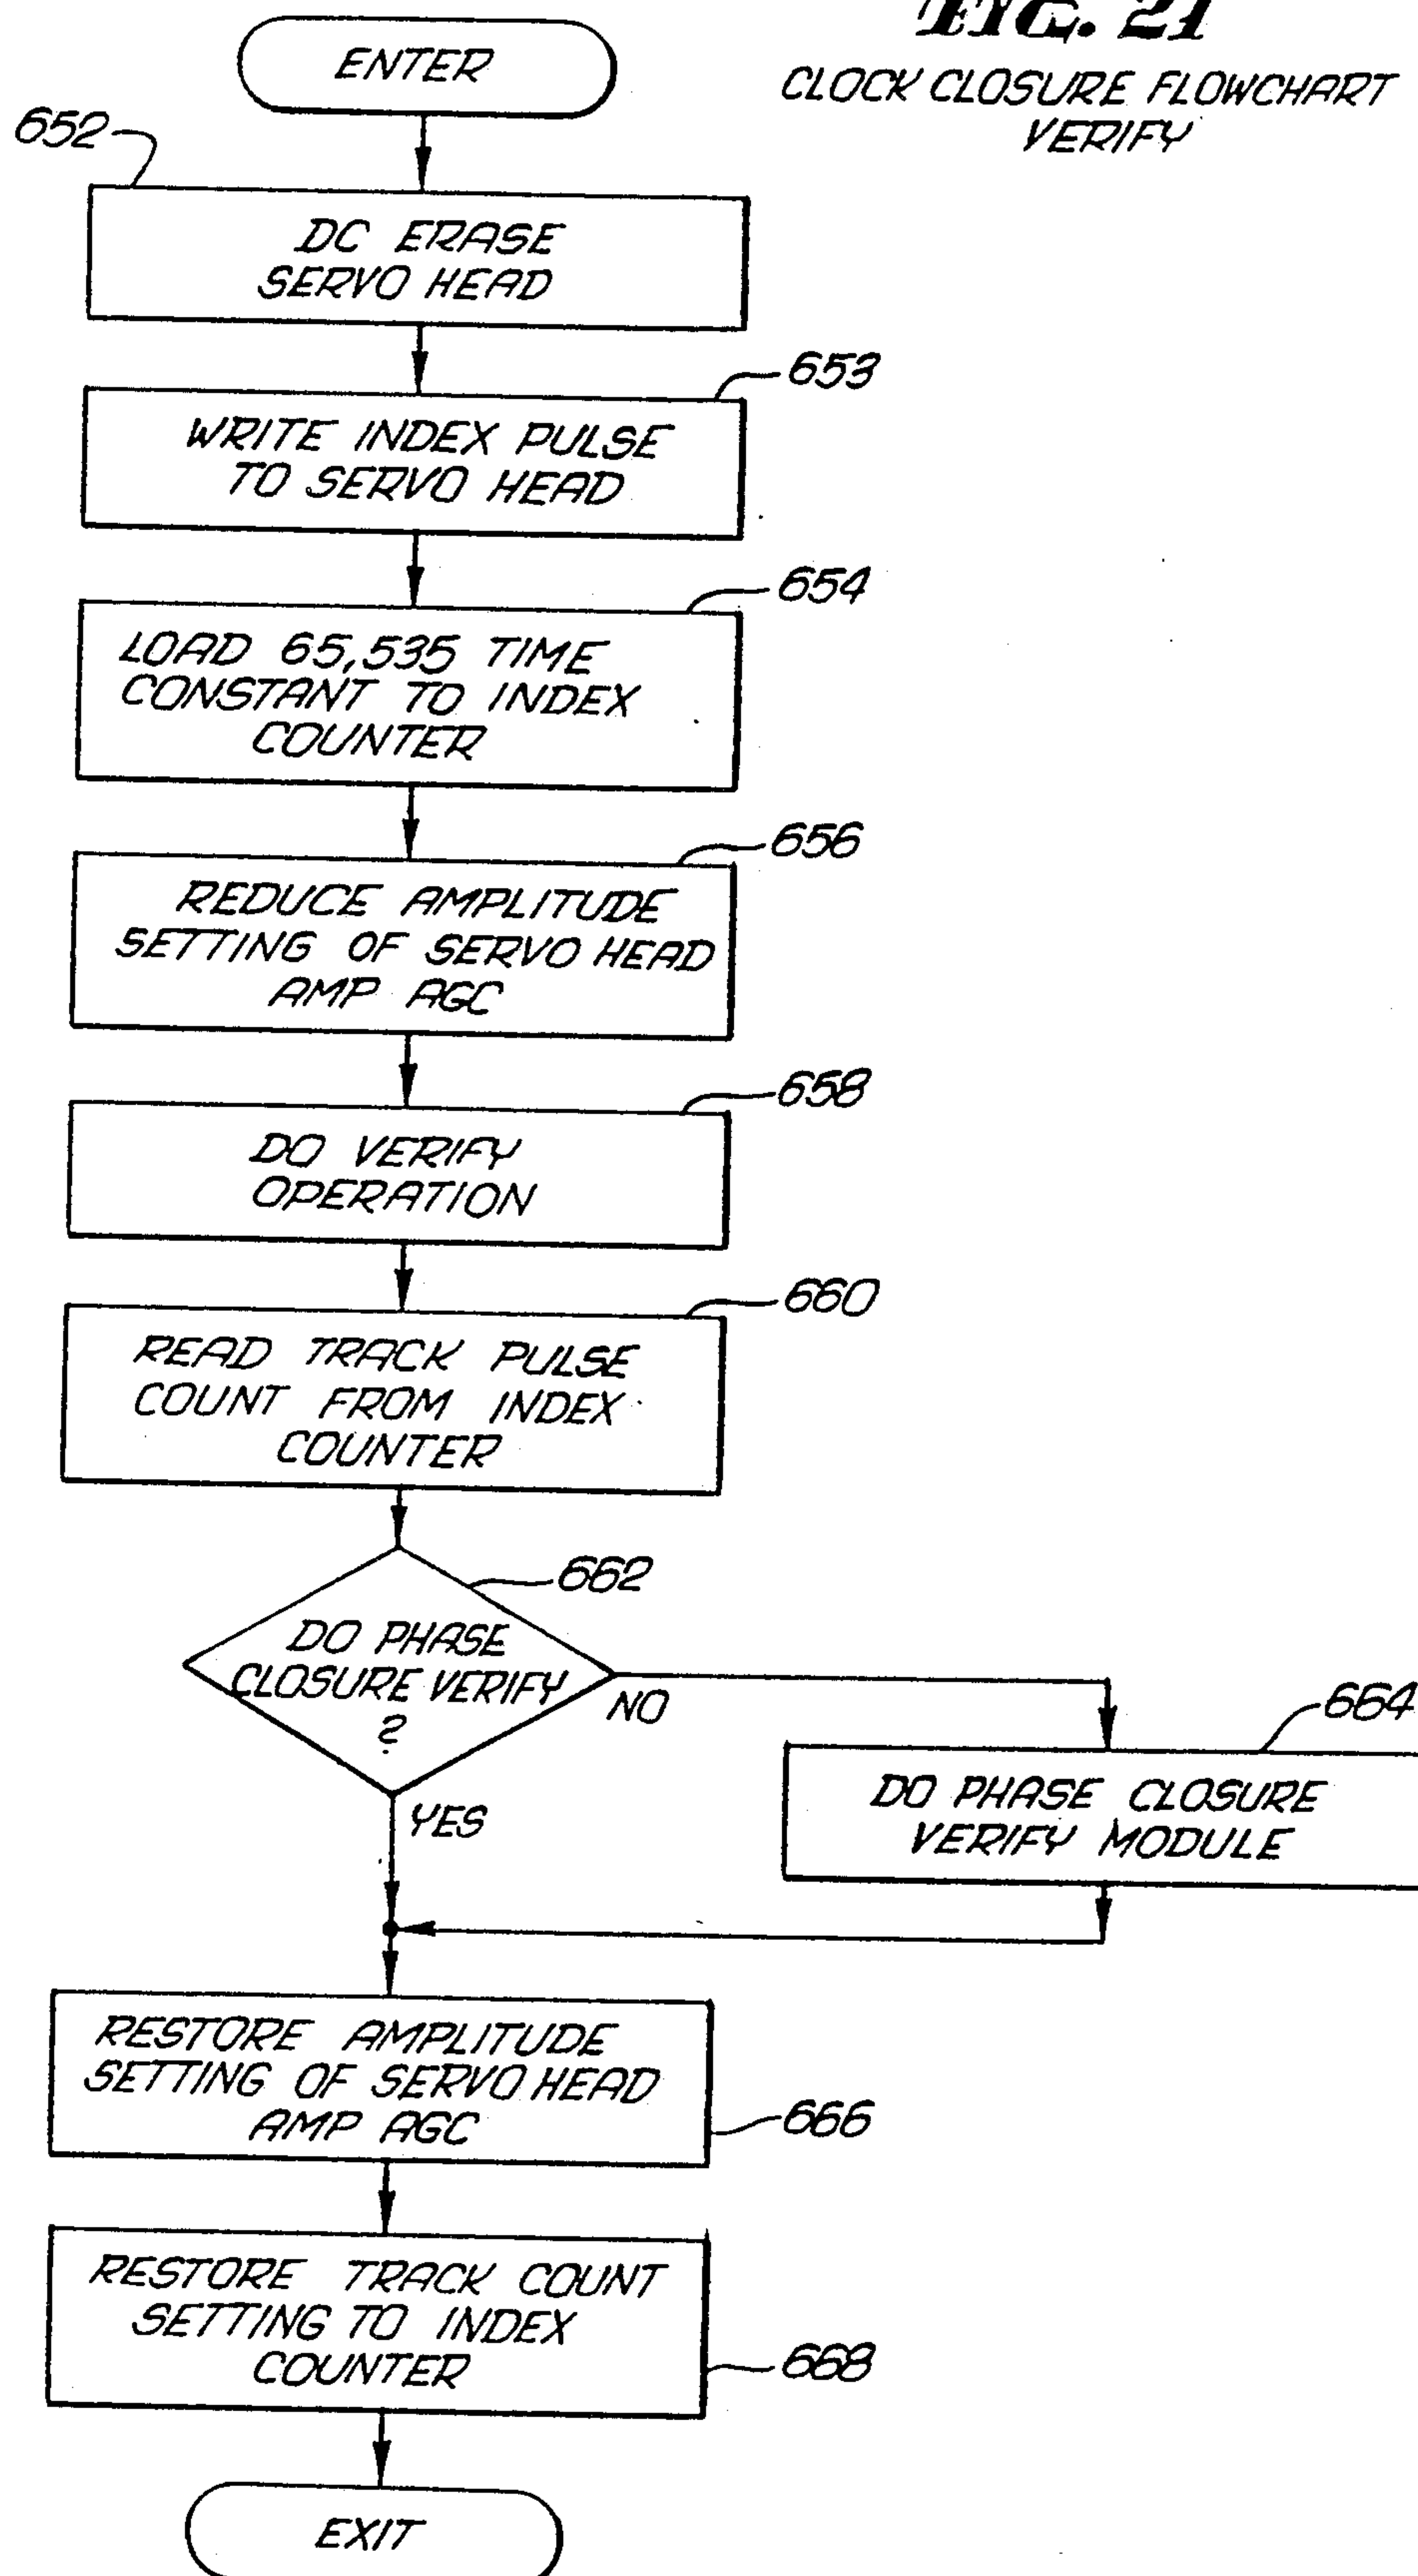 FIG. 21
CLOCK CLOSURE FLOWCHART
VERIFY
ENTER
652
DC ERASE
SERVO HEAD
653
WRITE INDEX PULSE
TO SERVO HEAD
654
LOAD 65,535 TIME
CONSTANT TO INDEX
COUNTER
656
REDUCE AMPLITUDE
SETTING OF SERVO HEAD
AMP AGC
658
DO VERIFY
OPERATION
660
READ TRACK PULSE
COUNT FROM INDEX
COUNTER
662
DO PHASE
CLOSURE VERIFY
?
NO
YES
664
DO PHASE CLOSURE
VERIFY MODULE
RESTORE AMPLITUDE
SETTING OF SERVO HEAD
AMP AGC
666
RESTORE TRACK COUNT
SETTING TO INDEX
COUNTER
668
EXIT